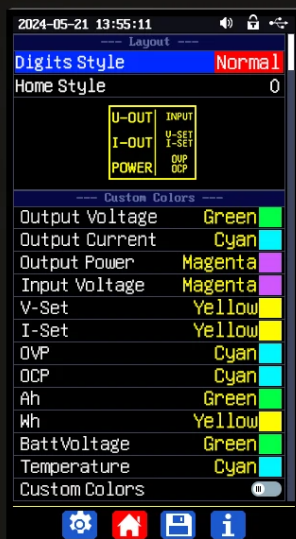 2024-05-21 13:55:11
--- Layout ---
Digits Style Normal
Home Style 0
U-OUT INPUT
I-OUT V-SET
I-SET
POWER OVP
OCP
--- Custom Colors ---
Output Voltage Green
Output Current Cyan
Output Power Magenta
Input Voltage Magenta
V-Set Yellow
I-Set Yellow
OVP Cyan
OCP Cyan
Ah Green
Wh Yellow
BattVoltage Green
Temperature Cyan
Custom Colors